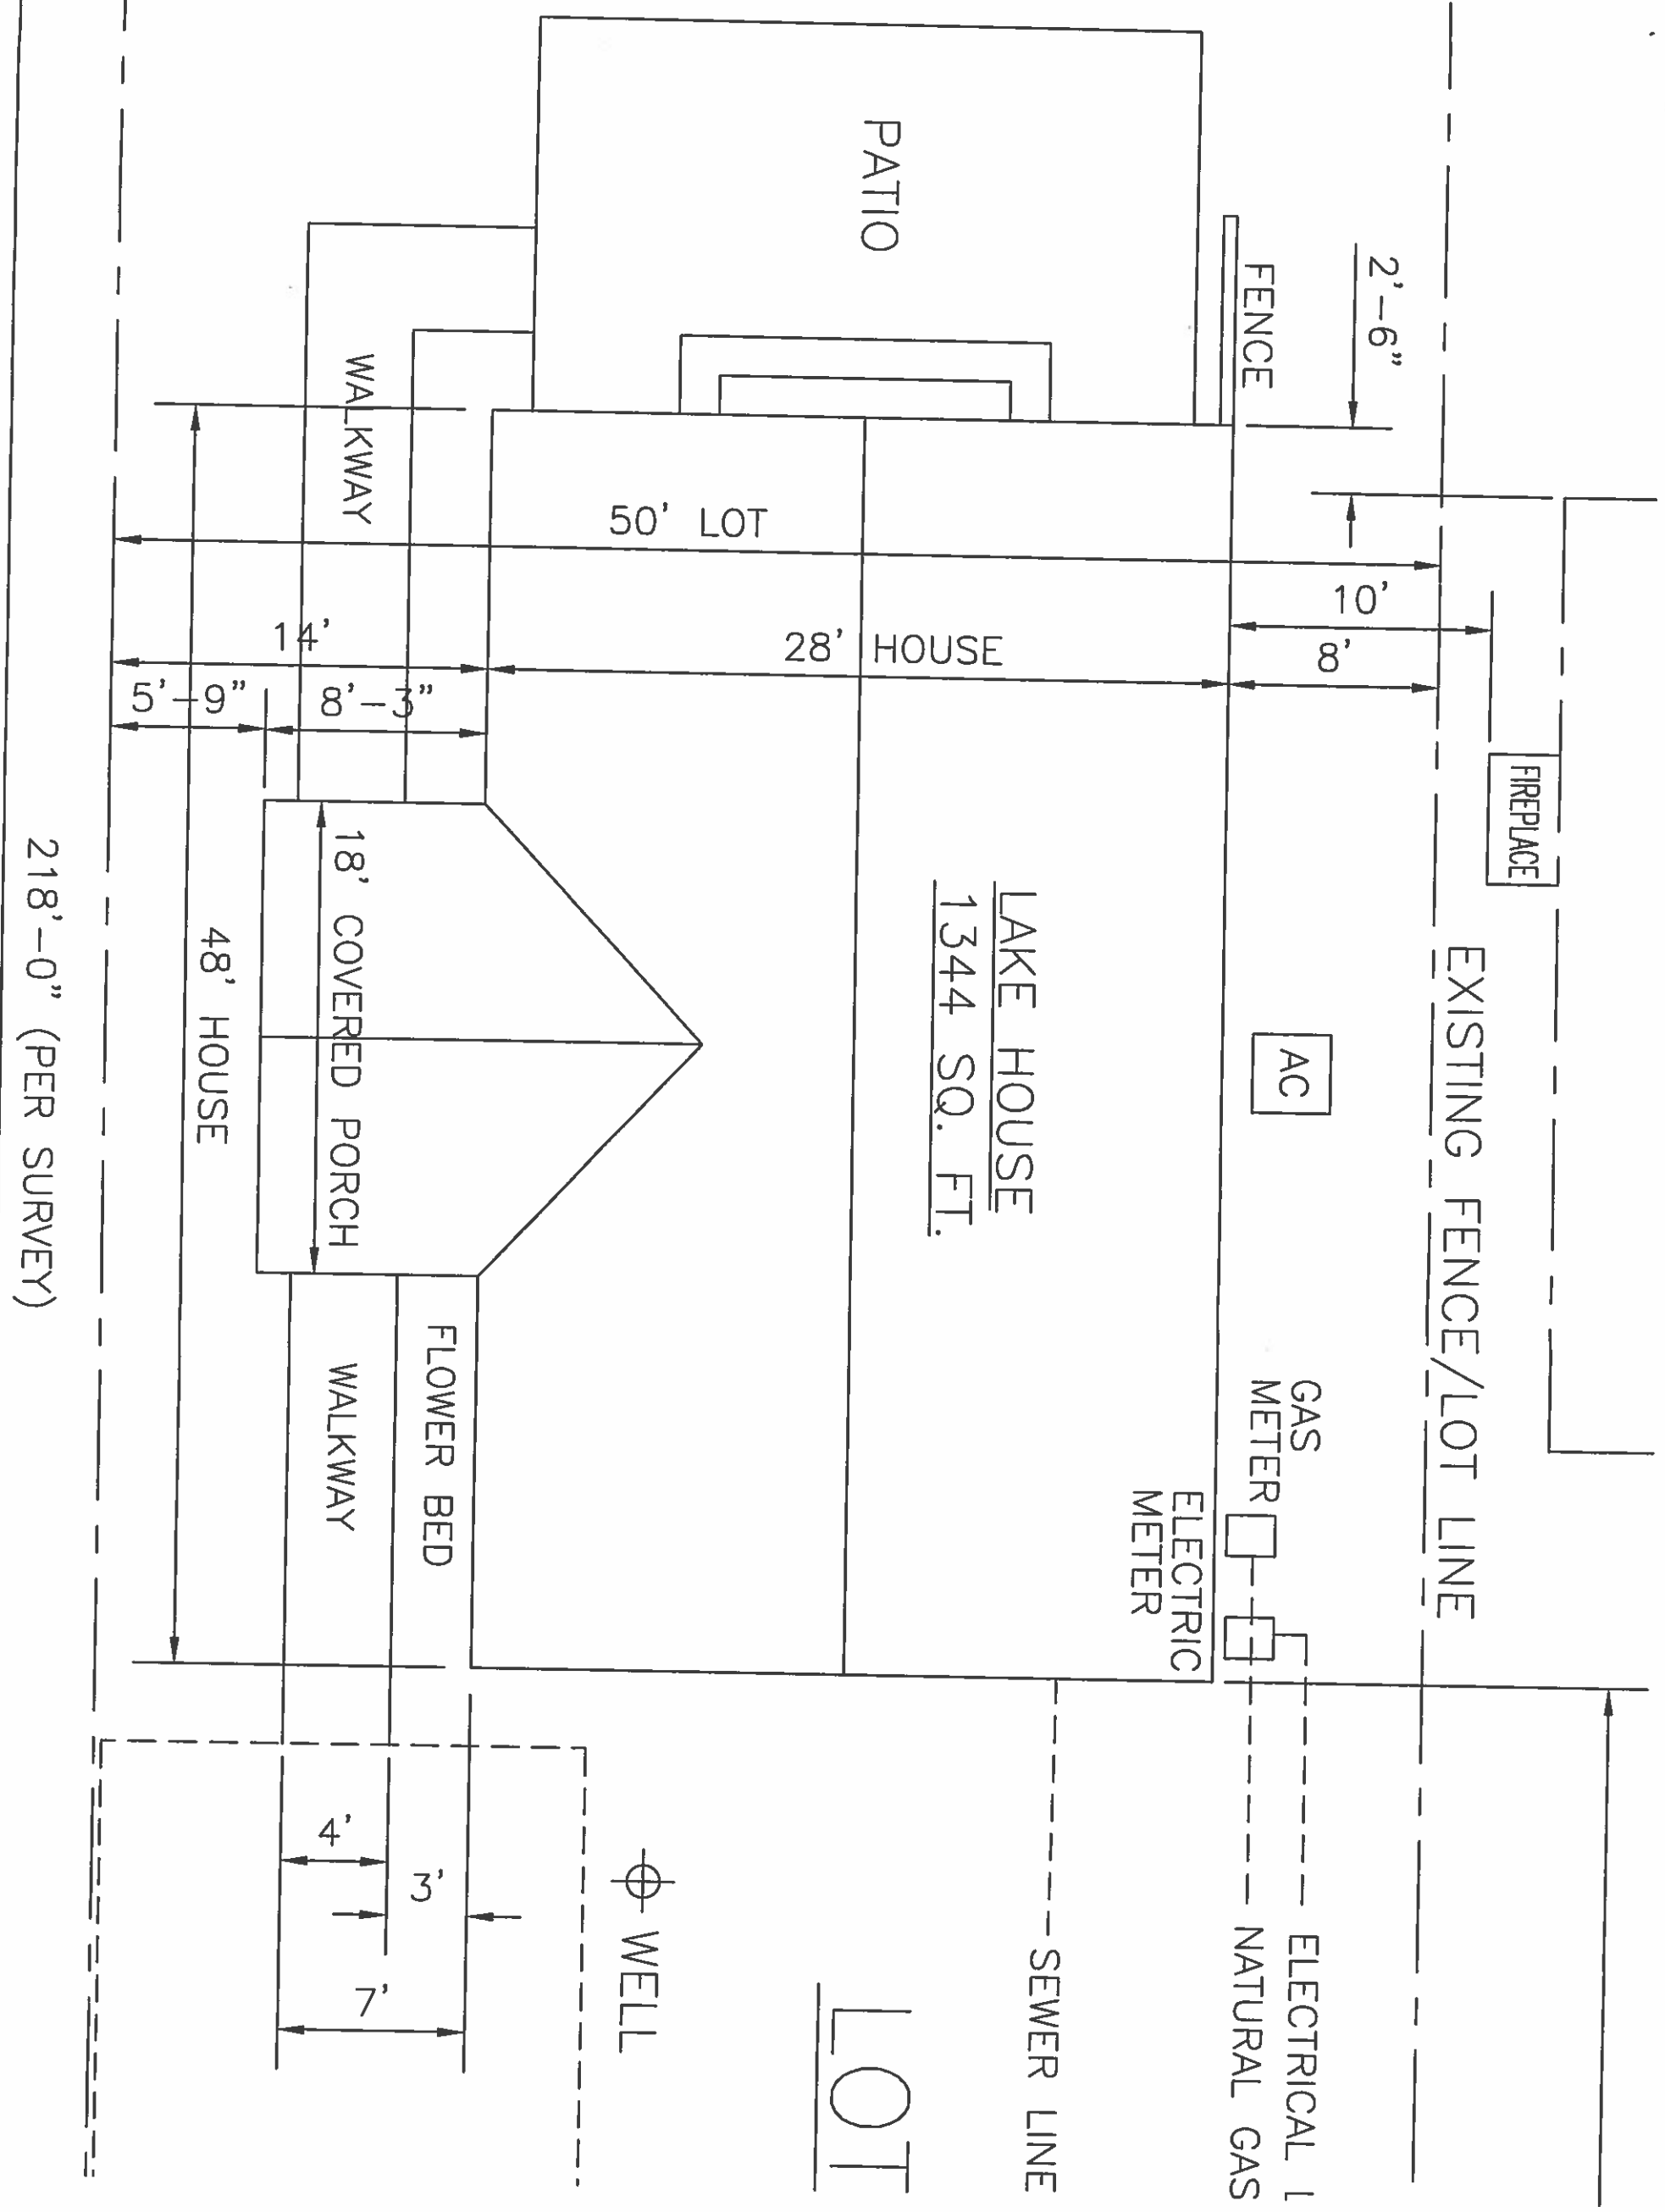 PATIO
FENCE
2'-6"
WALKWAY
50' LOT
10'
8'
28' HOUSE
14'
5'-9"
8'-3"
FIREPLACE
18' COVERED PORCH
48' HOUSE
218'-0" (PER SURVEY)
LAKE HOUSE
1344 SQ. FT.
AC
EXISTING FENCE/LOT LINE
GAS
METER
ELECTRIC
METER
FLOWER BED
WALKWAY
4'
3'
7'
WELL
LOT
SEWER LINE
ELECTRICAL L
NATURAL GAS